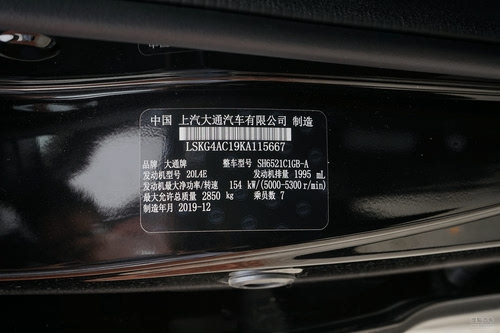 中国 上汽大通汽车有限公司 制造
LSKG4AC19KA115667
品牌 大通牌 整车型号 SH6521C1GB-A
发动机型号 20L4E 发动机排量 1995 mL
发动机最大净功率/转速 154 kW/(5000-5300r/min)
最大允许总质量 2850 kg 乘员数 7
制造年月 2019-12